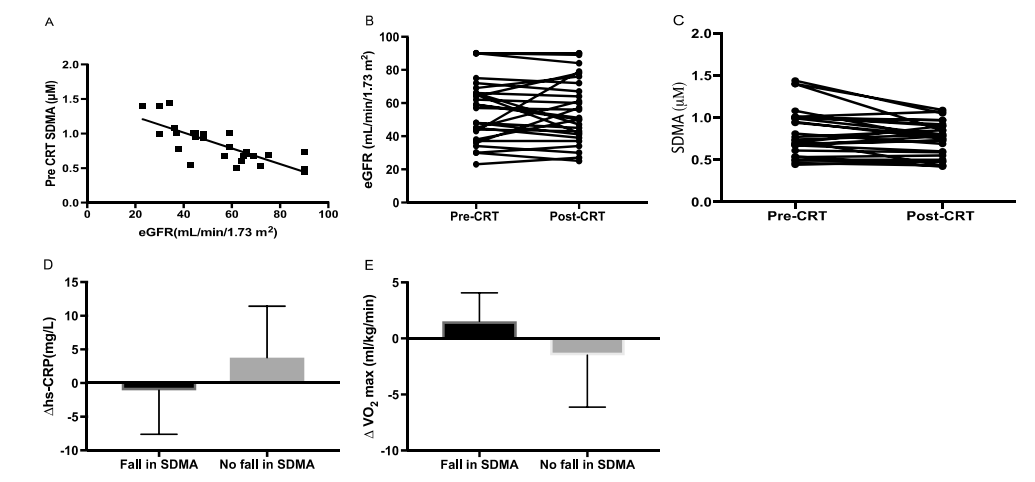 A
Pre CRT SDMA (µM)
2.0
1.5
1.0
0.5
0.0
0 20 40 60 80 100
eGFR(mL/min/1.73 m²)
B
eGFR (mL/min/1.73 m²)
100
80
60
40
20
0
Pre-CRT Post-CRT
C
SDMA (µM)
2.0
1.5
1.0
0.5
0.0
Pre-CRT Post-CRT
D
Δhs-CRP(mg/L)
15
10
5
0
-5
-10
Fall in SDMA No fall in SDMA
E
Δ VO₂ max (ml/kg/min)
5
0
-5
-10
Fall in SDMA No fall in SDMA